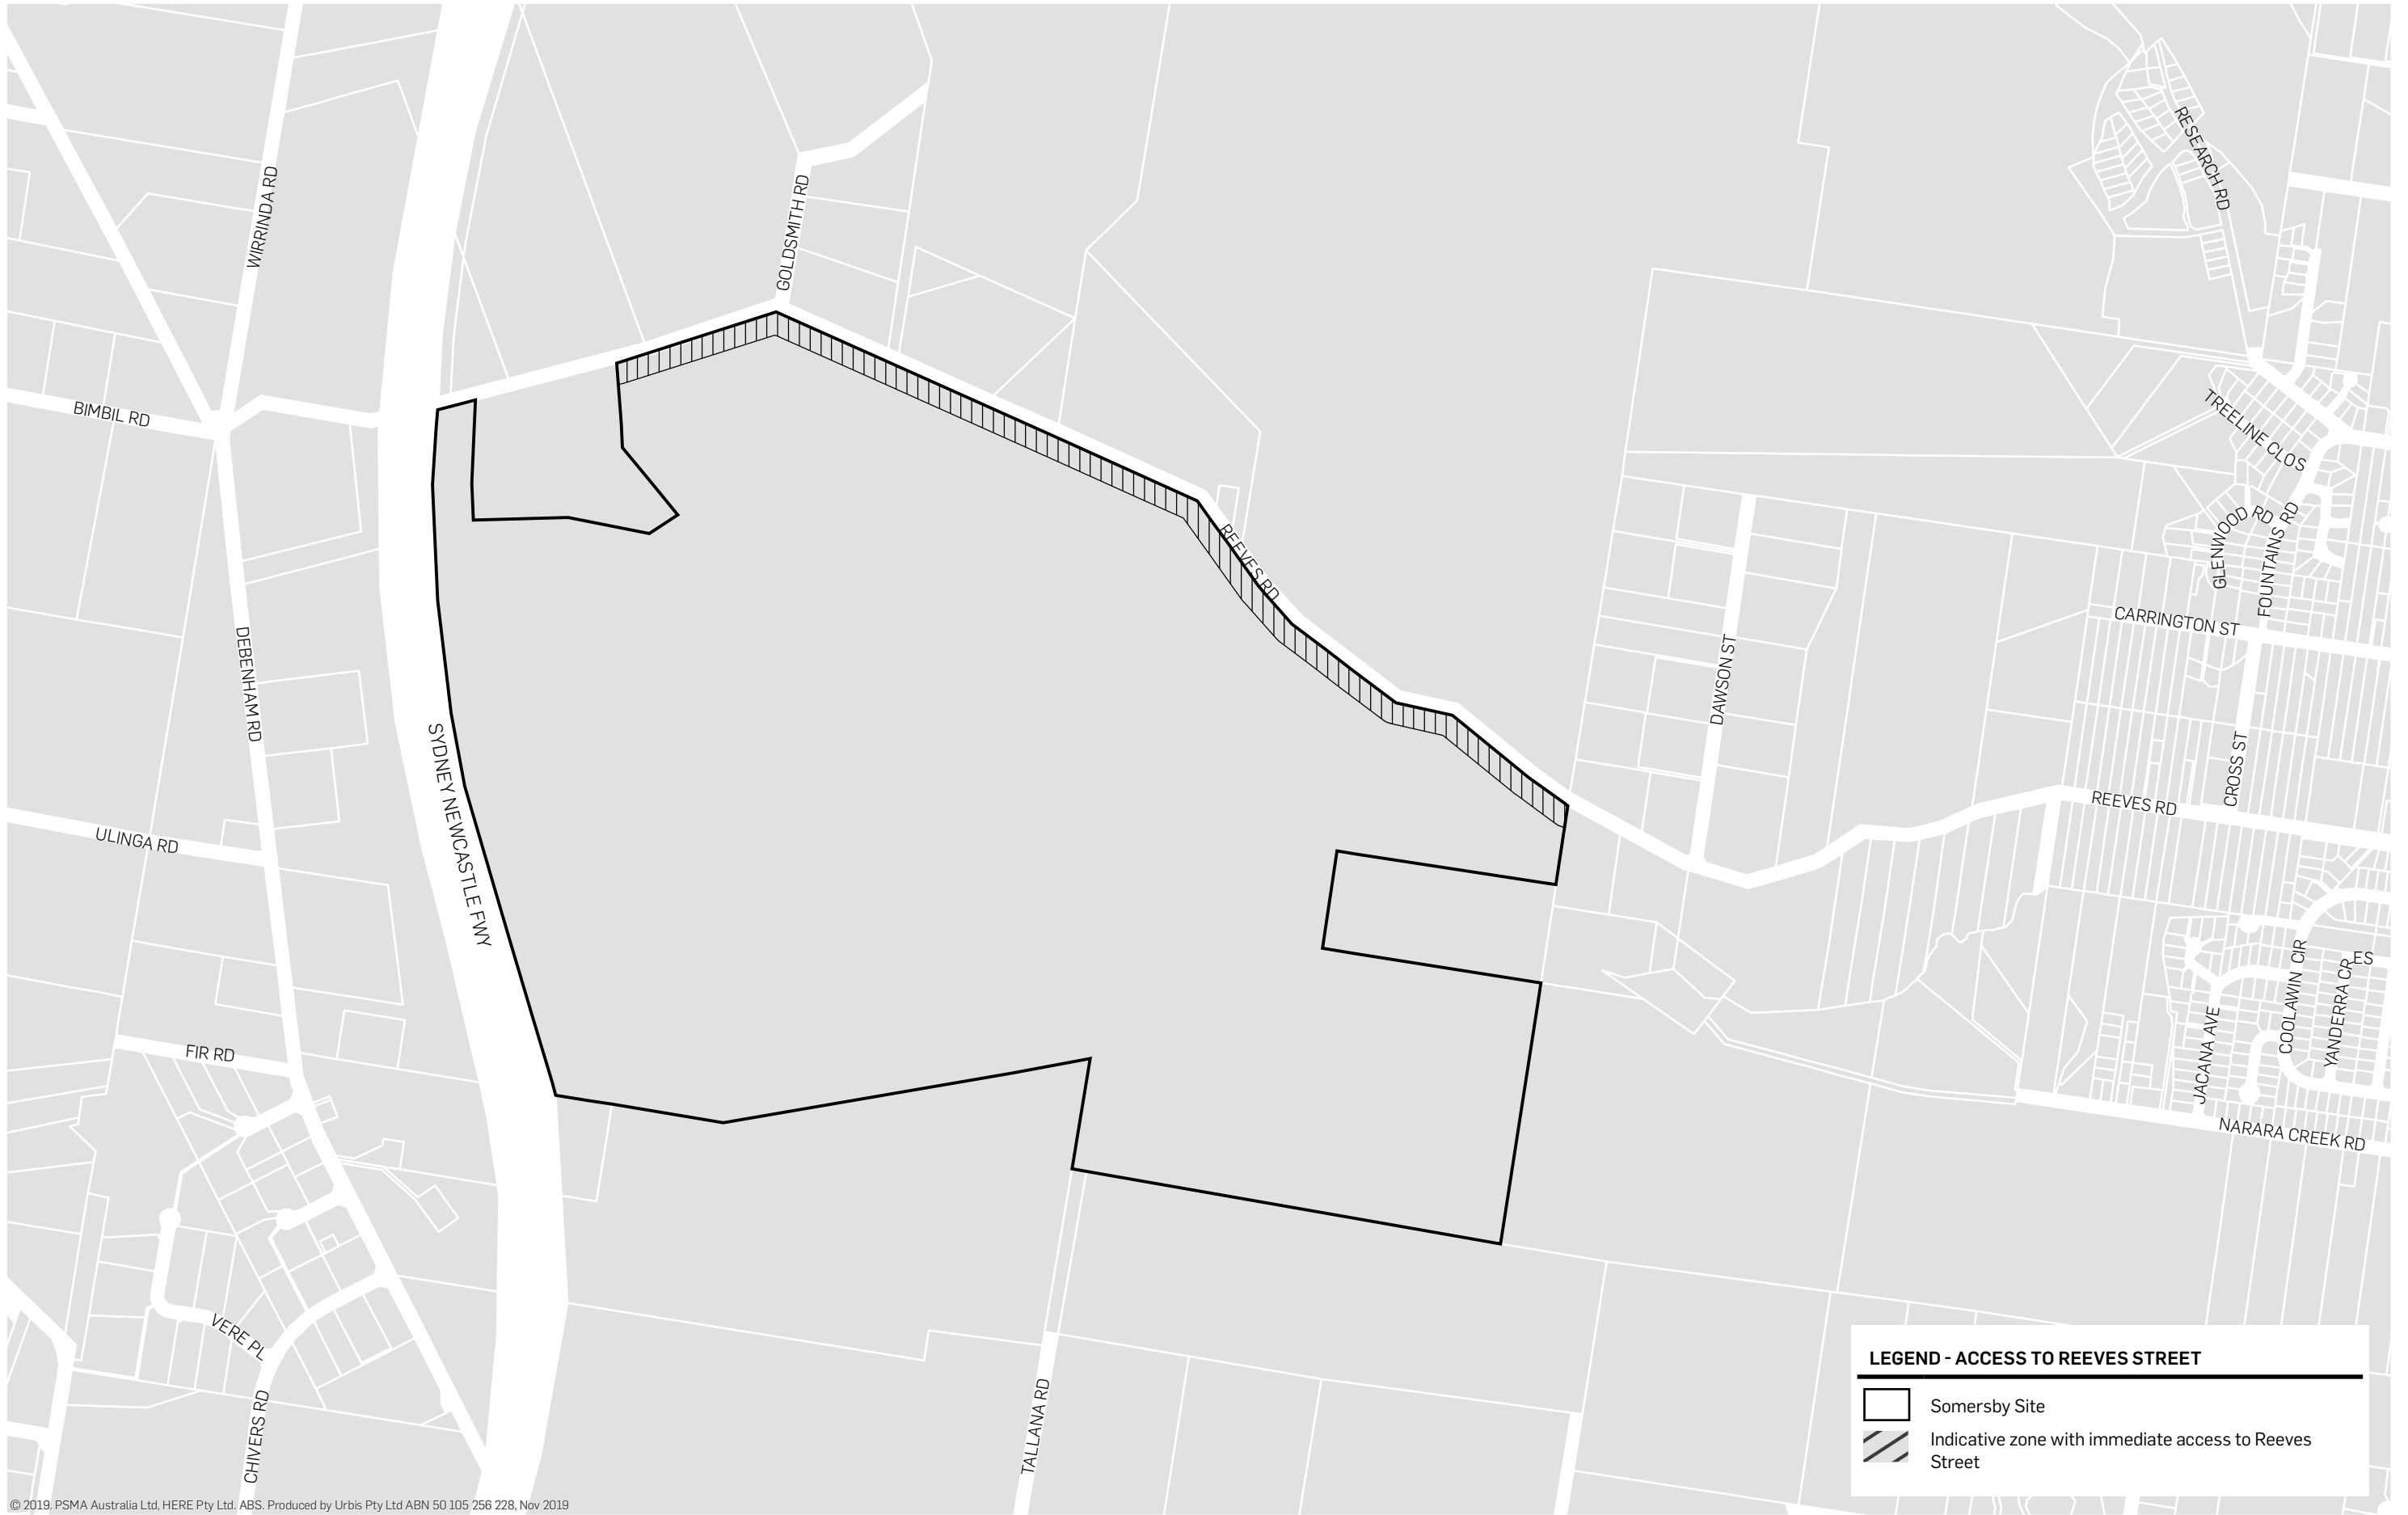 RESEARCH RD
WIRRINDA RD
GOLDSMITH RD
BIMBIL RD
TREELINE CLOS
GLENWOOD RD
FOUNTAINS RD
REEVES RD
CARRINGTON ST
DEBENHAM RD
DAWSON ST
SYDNEY NEWCASTLE FWY
CROSS ST
REEVES RD
ULINGA RD
COOLAWIN CIR
YANDERRA CRES
JACANA AVE
FIR RD
NARARA CREEK RD
VERE PL
CHIVERS RD
TALLANA RD
LEGEND - ACCESS TO REEVES STREET
Somersby Site
Indicative zone with immediate access to Reeves
Street
© 2019. PSMA Australia Ltd, HERE Pty Ltd. ABS. Produced by Urbis Pty Ltd ABN 50 105 256 228, Nov 2019